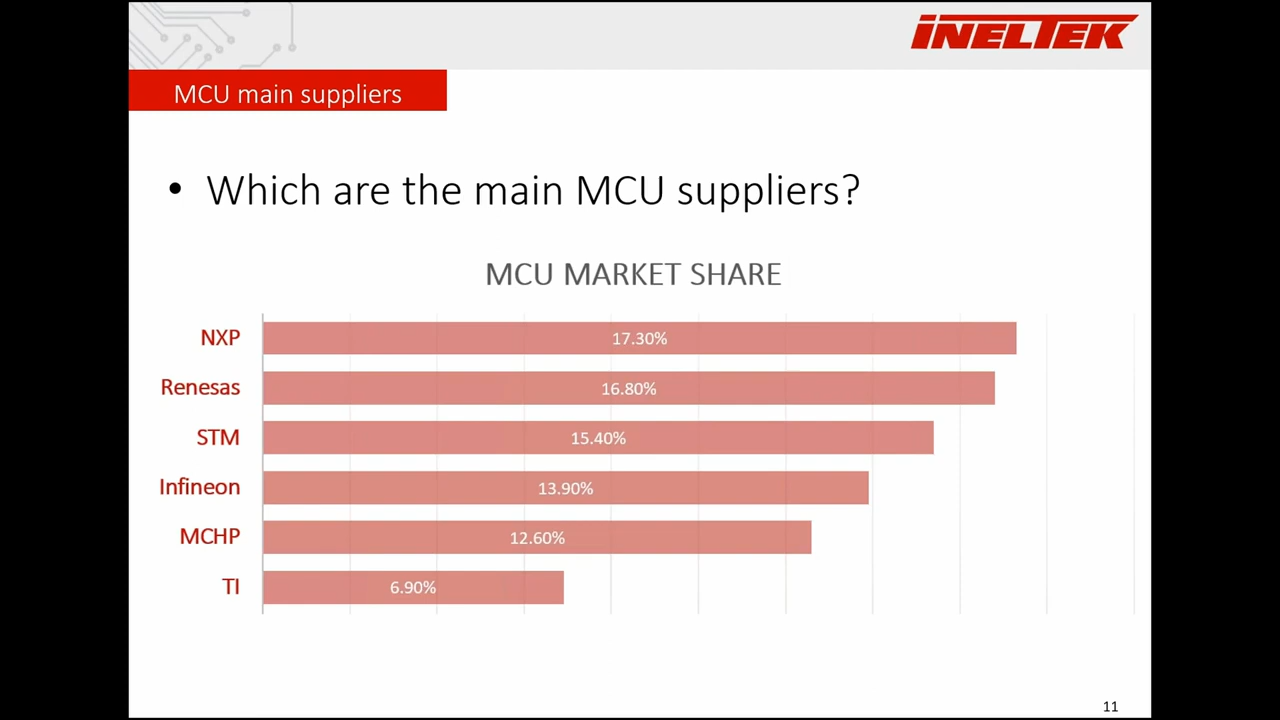 INELTEK
MCU main suppliers
• Which are the main MCU suppliers?
MCU MARKET SHARE
NXP 17.30%
Renesas 16.80%
STM 15.40%
Infineon 13.90%
MCHP 12.60%
TI 6.90%
11